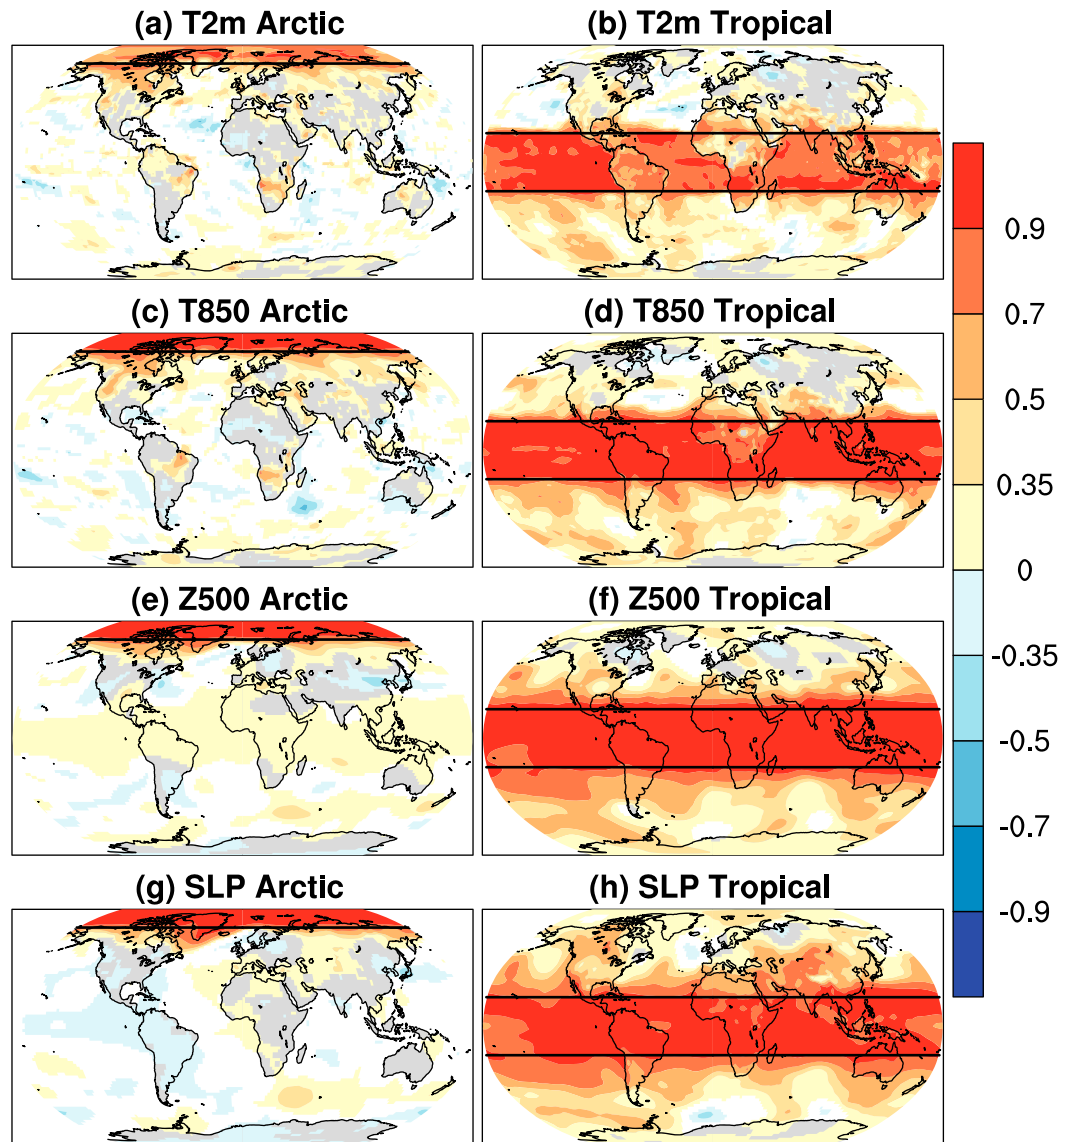 (a) T2m Arctic
(b) T2m Tropical
(c) T850 Arctic
(d) T850 Tropical
(e) Z500 Arctic
(f) Z500 Tropical
(g) SLP Arctic
(h) SLP Tropical
0.9
0.7
0.5
0.35
0
-0.35
-0.5
-0.7
-0.9